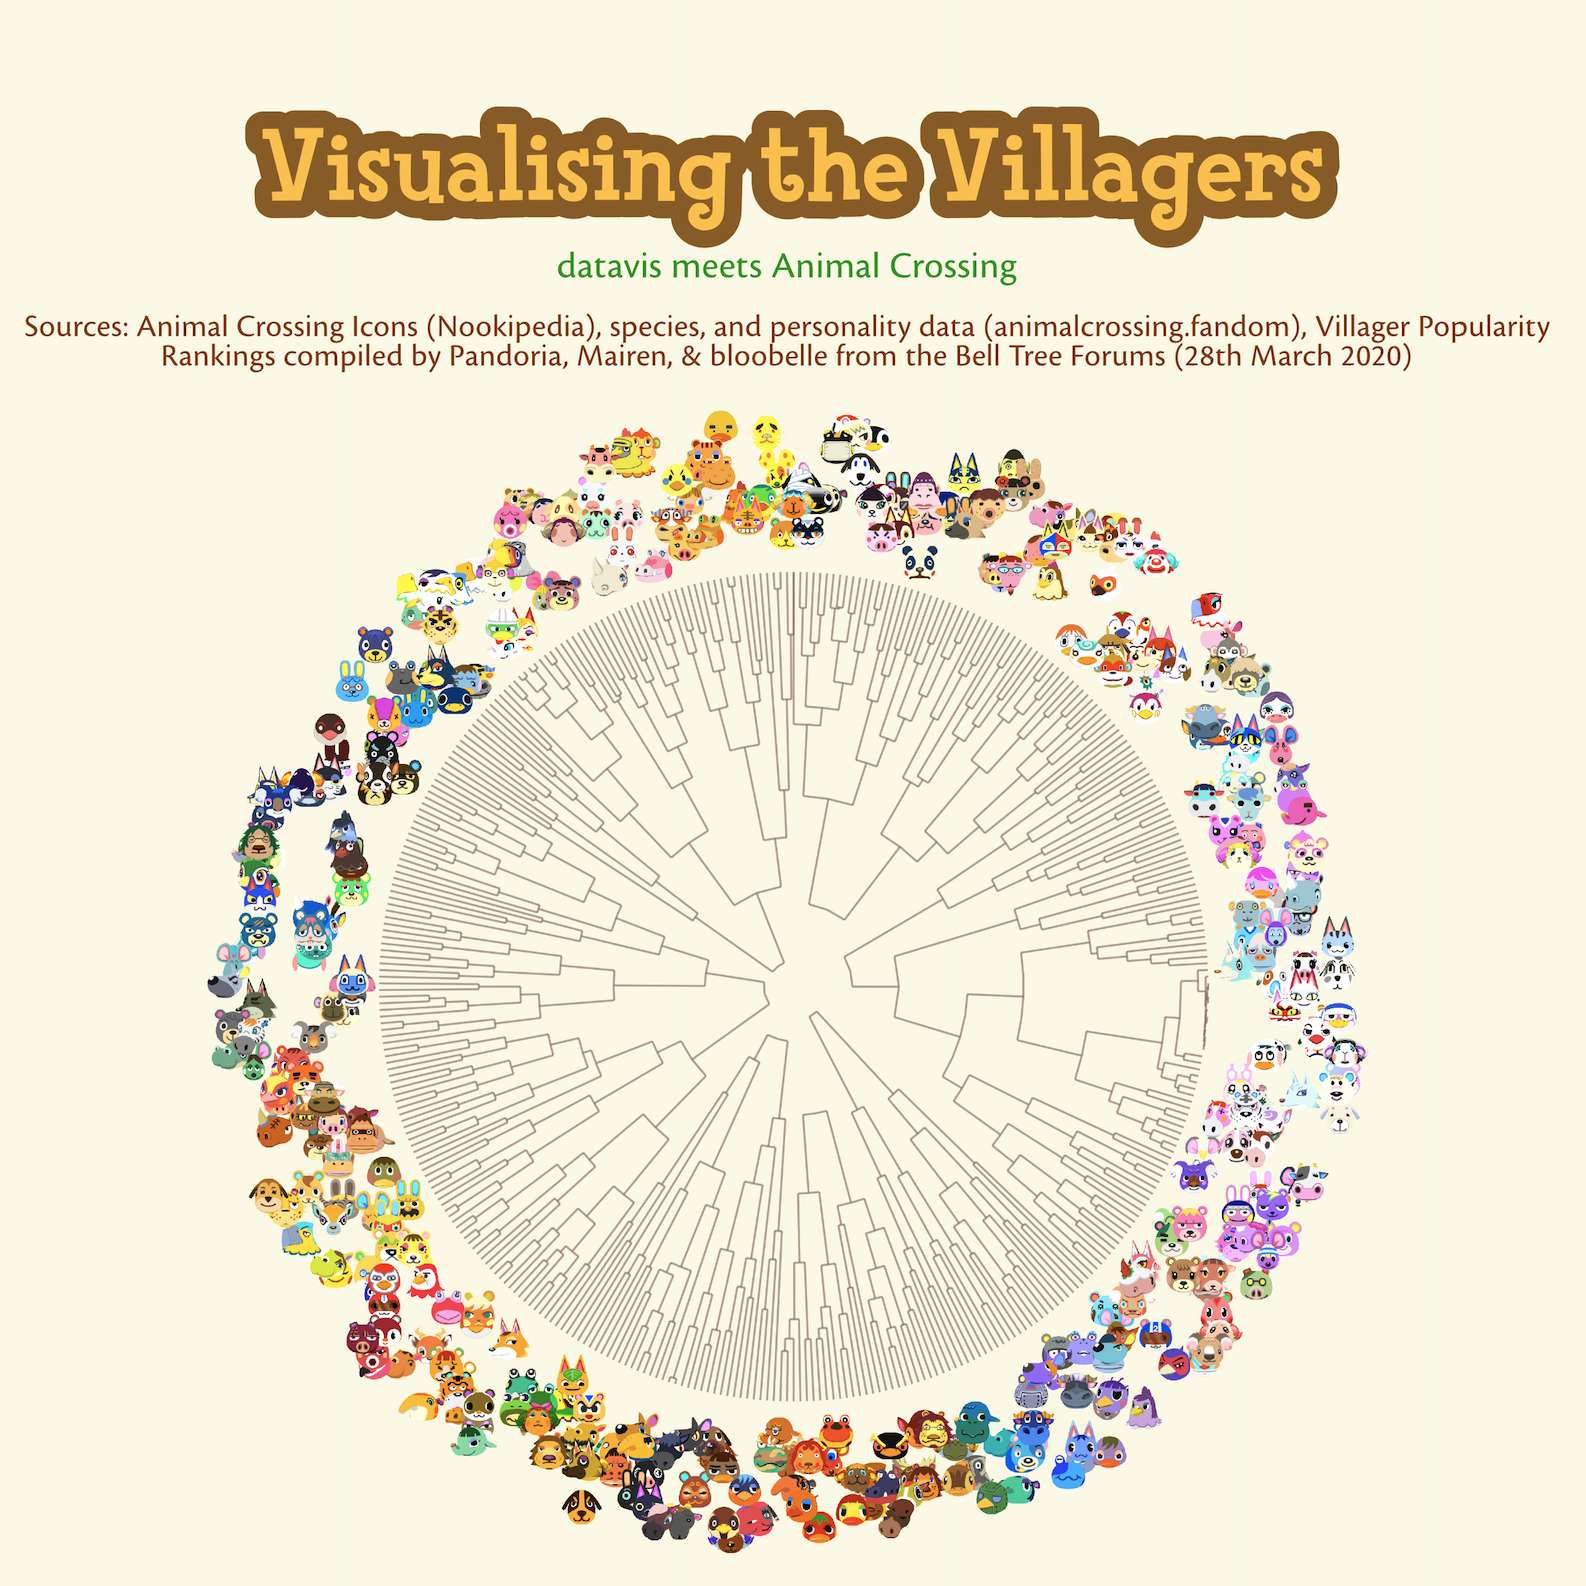 Visualising the Villagers
datavis meets Animal Crossing
Sources: Animal Crossing Icons (Nookipedia), species, and personality data (animalcrossing.fandom), Villager Popularity
Rankings compiled by Pandoria, Mairen, & bloobelle from the Bell Tree Forums (28th March 2020)